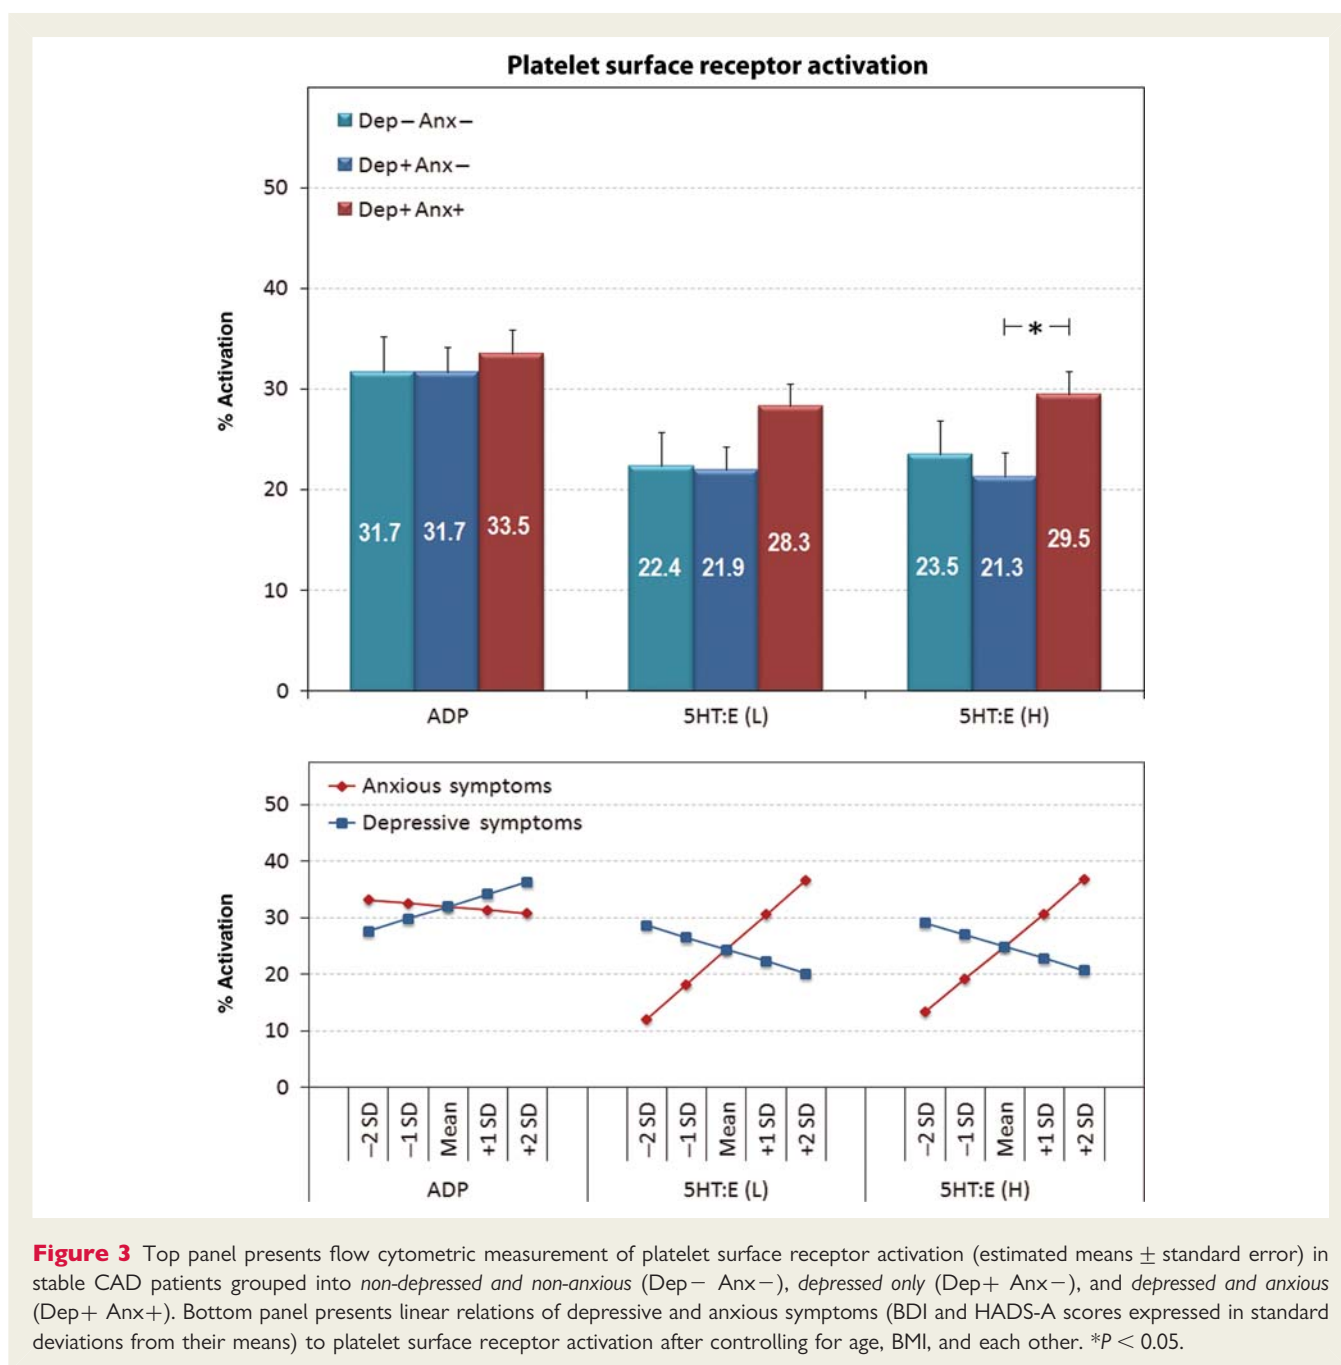 Platelet surface receptor activation
Dep−Anx−
Dep+Anx−
Dep+Anx+
50
40
30
20
10
0
% Activation
*
31.7 31.7 33.5
22.4 21.9 28.3
23.5 21.3 29.5
ADP 5HT:E (L) 5HT:E (H)
Anxious symptoms
Depressive symptoms
50
40
30
20
10
0
% Activation
−2 SD −1 SD Mean +1 SD +2 SD −2 SD −1 SD Mean +1 SD +2 SD −2 SD −1 SD Mean +1 SD +2 SD
ADP 5HT:E (L) 5HT:E (H)
Figure 3 Top panel presents flow cytometric measurement of platelet surface receptor activation (estimated means ± standard error) in
stable CAD patients grouped into non-depressed and non-anxious (Dep− Anx−), depressed only (Dep+ Anx−), and depressed and anxious
(Dep+ Anx+). Bottom panel presents linear relations of depressive and anxious symptoms (BDI and HADS-A scores expressed in standard
deviations from their means) to platelet surface receptor activation after controlling for age, BMI, and each other. *P < 0.05.